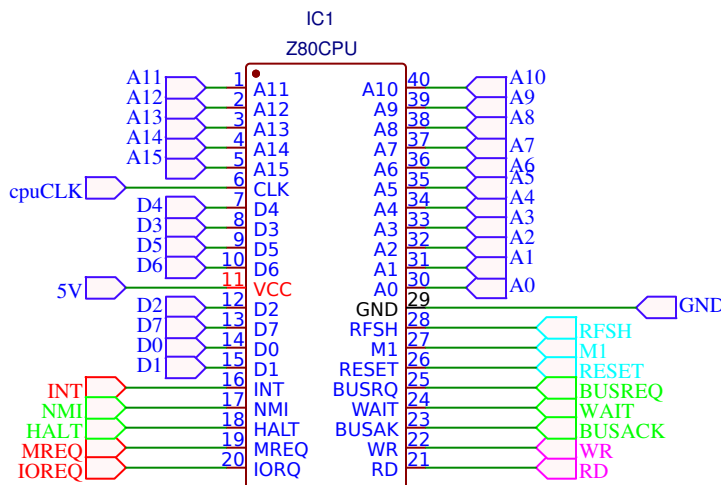 IC1
Z80CPU
A11 1 A11 A10 40 A10
A12 2 A12 A9 39 A9
A13 3 A13 A8 38 A8
A14 4 A14 A7 37 A7
A15 5 A15 A6 36 A6
cpuCLK 6 CLK A5 35 A5
D4 7 D4 A4 34 A4
D3 8 D3 A3 33 A3
D5 9 D5 A2 32 A2
D6 10 D6 A1 31 A1
5V 11 VCC A0 30 A0
D2 12 D2 GND 29 GND
D7 13 D7 RFSH 28 RFSH
D0 14 D0 M1 27 M1
D1 15 D1 RESET 26 RESET
INT 16 INT BUSRQ 25 BUSREQ
NMI 17 NMI WAIT 24 WAIT
HALT 18 HALT BUSAK 23 BUSACK
MREQ 19 MREQ WR 22 WR
IOREQ 20 IORQ RD 21 RD